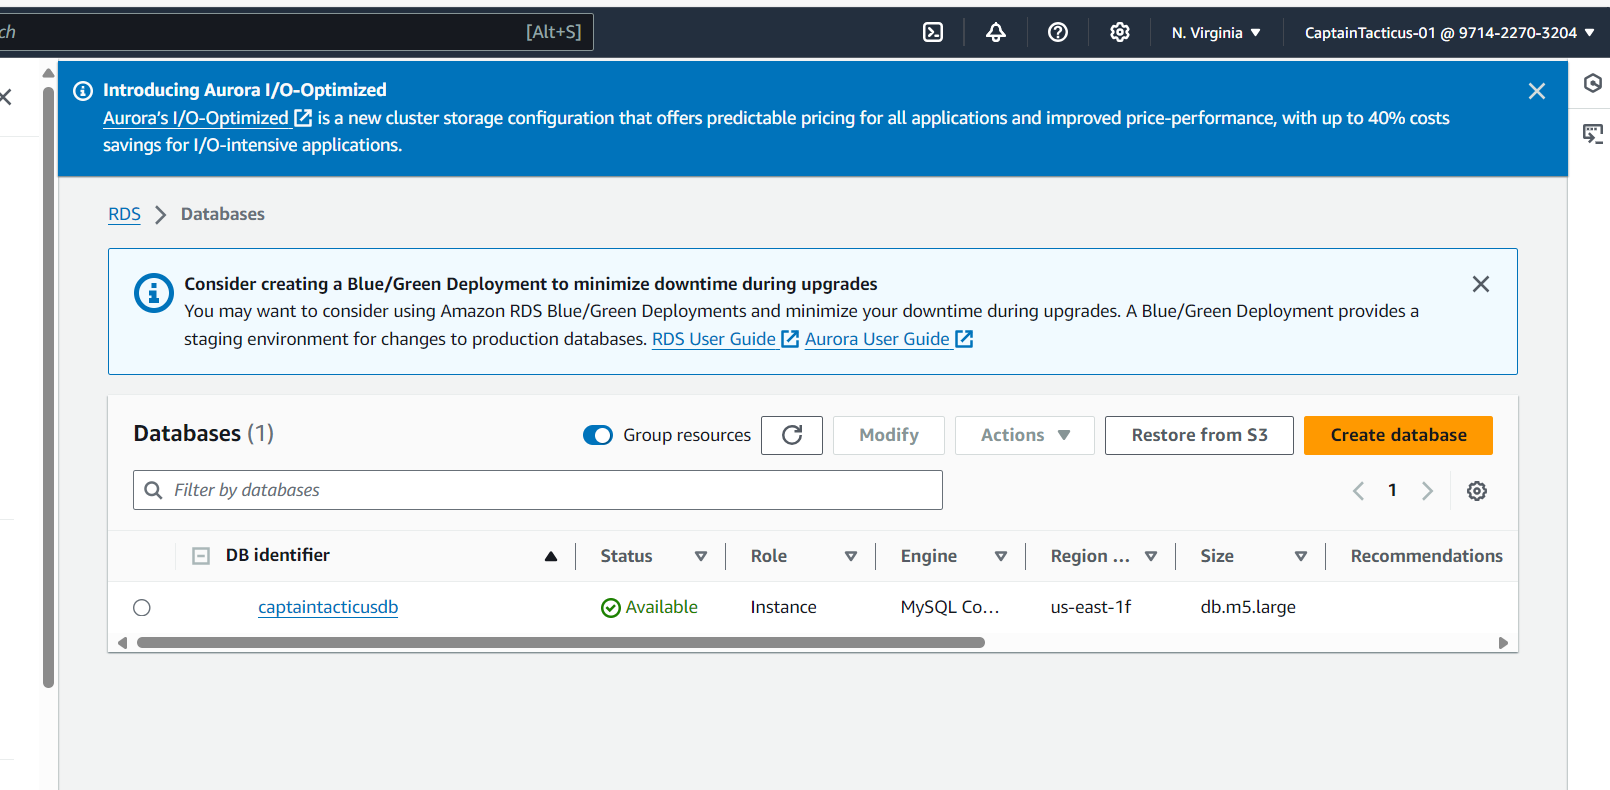 ch
[Alt+S]
N. Virginia
CaptainTacticus-01 @ 9714-2270-3204
Introducing Aurora I/O-Optimized
Aurora's I/O-Optimized is a new cluster storage configuration that offers predictable pricing for all applications and improved price-performance, with up to 40% costs
savings for I/O-intensive applications.
RDS > Databases
Consider creating a Blue/Green Deployment to minimize downtime during upgrades
You may want to consider using Amazon RDS Blue/Green Deployments and minimize your downtime during upgrades. A Blue/Green Deployment provides a
staging environment for changes to production databases. RDS User Guide Aurora User Guide
Databases (1)
Group resources
Modify
Actions
Restore from S3
Create database
Filter by databases
1
DB identifier Status Role Engine Region ... Size Recommendations
captaintacticusdb Available Instance MySQL Co... us-east-1f db.m5.large